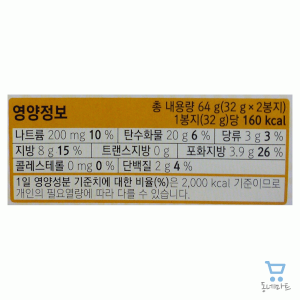 영양정보
총 내용량 64 g(32 g×2봉지)
1봉지(32 g)당 160 kcal
나트륨 200 mg 10 % 탄수화물 20 g 6 % 당류 3 g 3 %
지방 8 g 15 % 트랜스지방 0 g 포화지방 3.9 g 26 %
콜레스테롤 0 mg 0 % 단백질 2 g 4 %
1일 영양성분 기준치에 대한 비율(%)은 2,000 kcal 기준이므로
개인의 필요열량에 따라 다를 수 있습니다.
동네마트